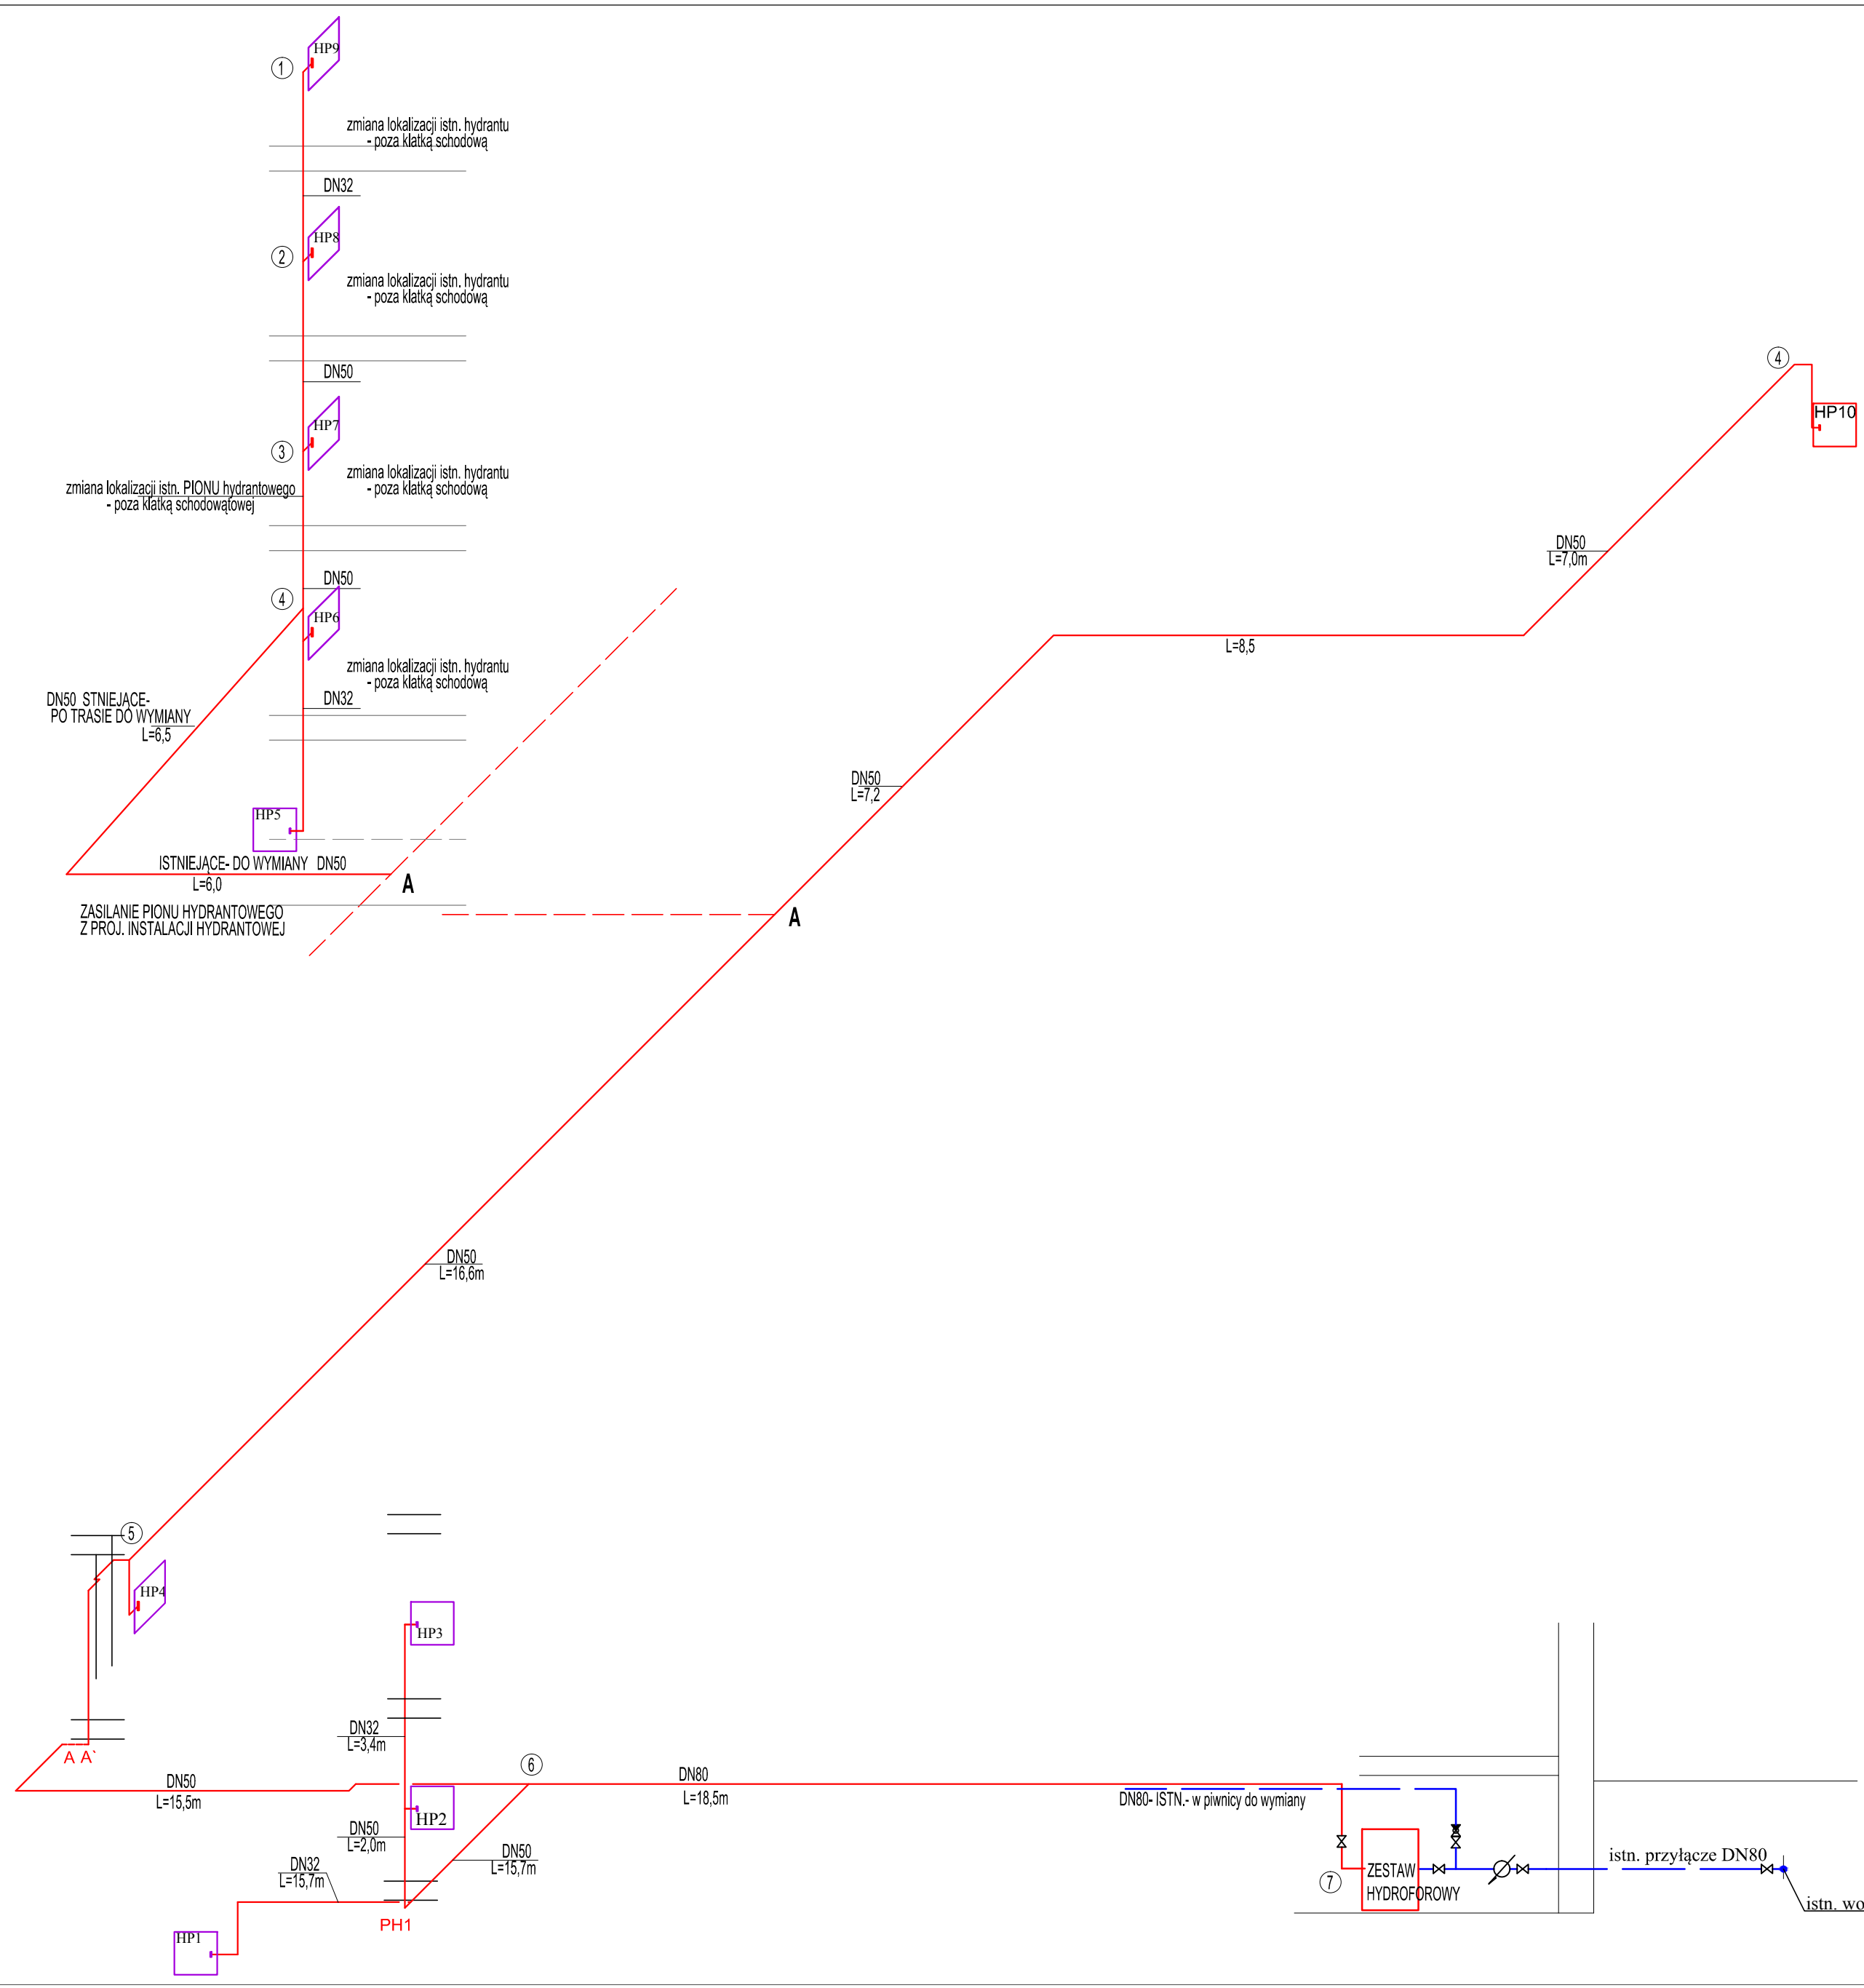 HP9
1
zmiana lokalizacji istn. hydrantu
- poza klatką schodową
DN32
HP8
2
zmiana lokalizacji istn. hydrantu
- poza klatką schodową
DN50
HP7
3
zmiana lokalizacji istn. hydrantu
- poza klatką schodową
zmiana lokalizacji istn. PIONU hydrantowego
- poza klatką schodowątowej
DN50
4
HP6
zmiana lokalizacji istn. hydrantu
- poza klatką schodową
DN32
DN50 STNIEJĄCE-
PO TRASIE DO WYMIANY
L=6,5
HP5
ISTNIEJĄCE- DO WYMIANY DN50
L=6,0
A
ZASILANIE PIONU HYDRANTOWEGO
Z PROJ. INSTALACJI HYDRANTOWEJ
4
HP10
DN50
L=7,0m
L=8,5
DN50
L=7,2
A
DN50
L=16,6m
5
HP4
HP3
A A`
DN32
L=3,4m
6
DN50
L=15,5m
DN80
L=18,5m
HP2
DN50
L=2,0m
DN50
L=15,7m
DN32
L=15,7m
PH1
HP1
DN80- ISTN.- w piwnicy do wymiany
7
ZESTAW
HYDROFOROWY
istn. przyłącze DN80
istn. wo